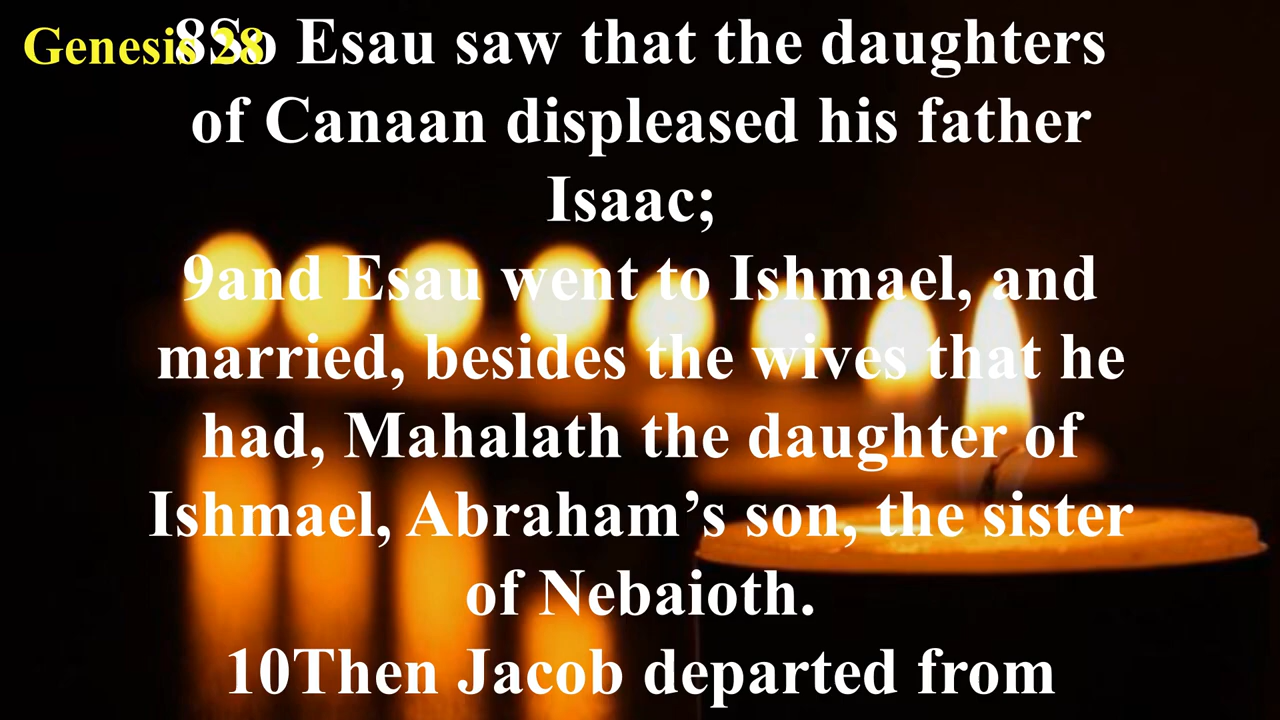 Genesis 28
8So Esau saw that the daughters
of Canaan displeased his father
Isaac;
9and Esau went to Ishmael, and
married, besides the wives that he
had, Mahalath the daughter of
Ishmael, Abraham’s son, the sister
of Nebaioth.
10Then Jacob departed from